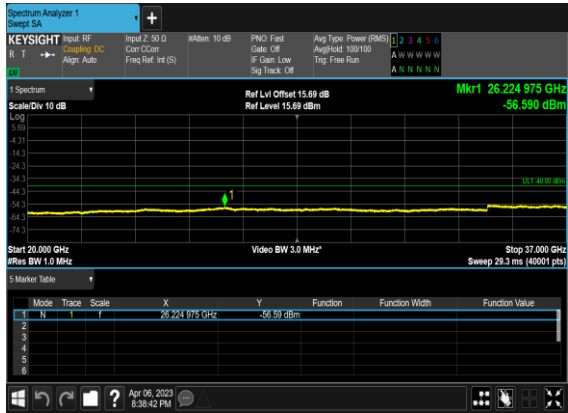 Spectrum Analyzer 1
Swept SA
KEYSIGHT
R T
Input: RF
Coupling: DC
Align: Auto
Input Z: 50 Ω
Corr CCorr
Freq Ref: Int (S)
#Atten: 10 dB
PNO: Fast
Gate: Off
IF Gain: Low
Sig Track: Off
Avg Type: Power (RMS)
Avg|Hold: 100/100
Trig: Free Run
1 2 3 4 5 6
A W W W W W
A N N N N N
1 Spectrum
Scale/Div 10 dB
Ref Lvl Offset 15.69 dB
Ref Level 15.69 dBm
Mkr1 26.224 975 GHz
-56.590 dBm
Log
5.69
-4.31
-14.3
-24.3
-34.3
-44.3
-54.3
-64.3
-74.3
1
Start 20.000 GHz
#Res BW 1.0 MHz
Video BW 3.0 MHz*
Stop 37.000 GHz
Sweep 29.3 ms (40001 pts)
5 Marker Table
Mode Trace Scale X Y Function Function Width Function Value
1 N 1 f 26.224 975 GHz -56.59 dBm
2
3
4
5
6
?
Apr 06, 2023
8:38:42 PM